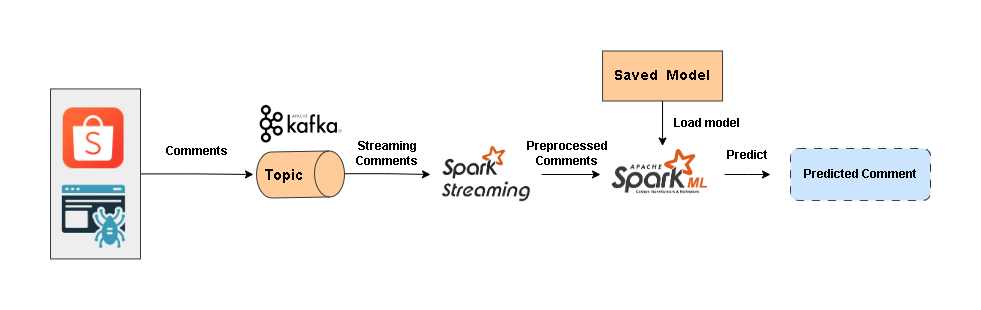 Saved Model
APACHE
kafka
Comments
Streaming
Comments
Preprocessed
Comments
Load model
Predict
S
Topic
Spark
Streaming
APACHE
Spark ML
Predicted Comment